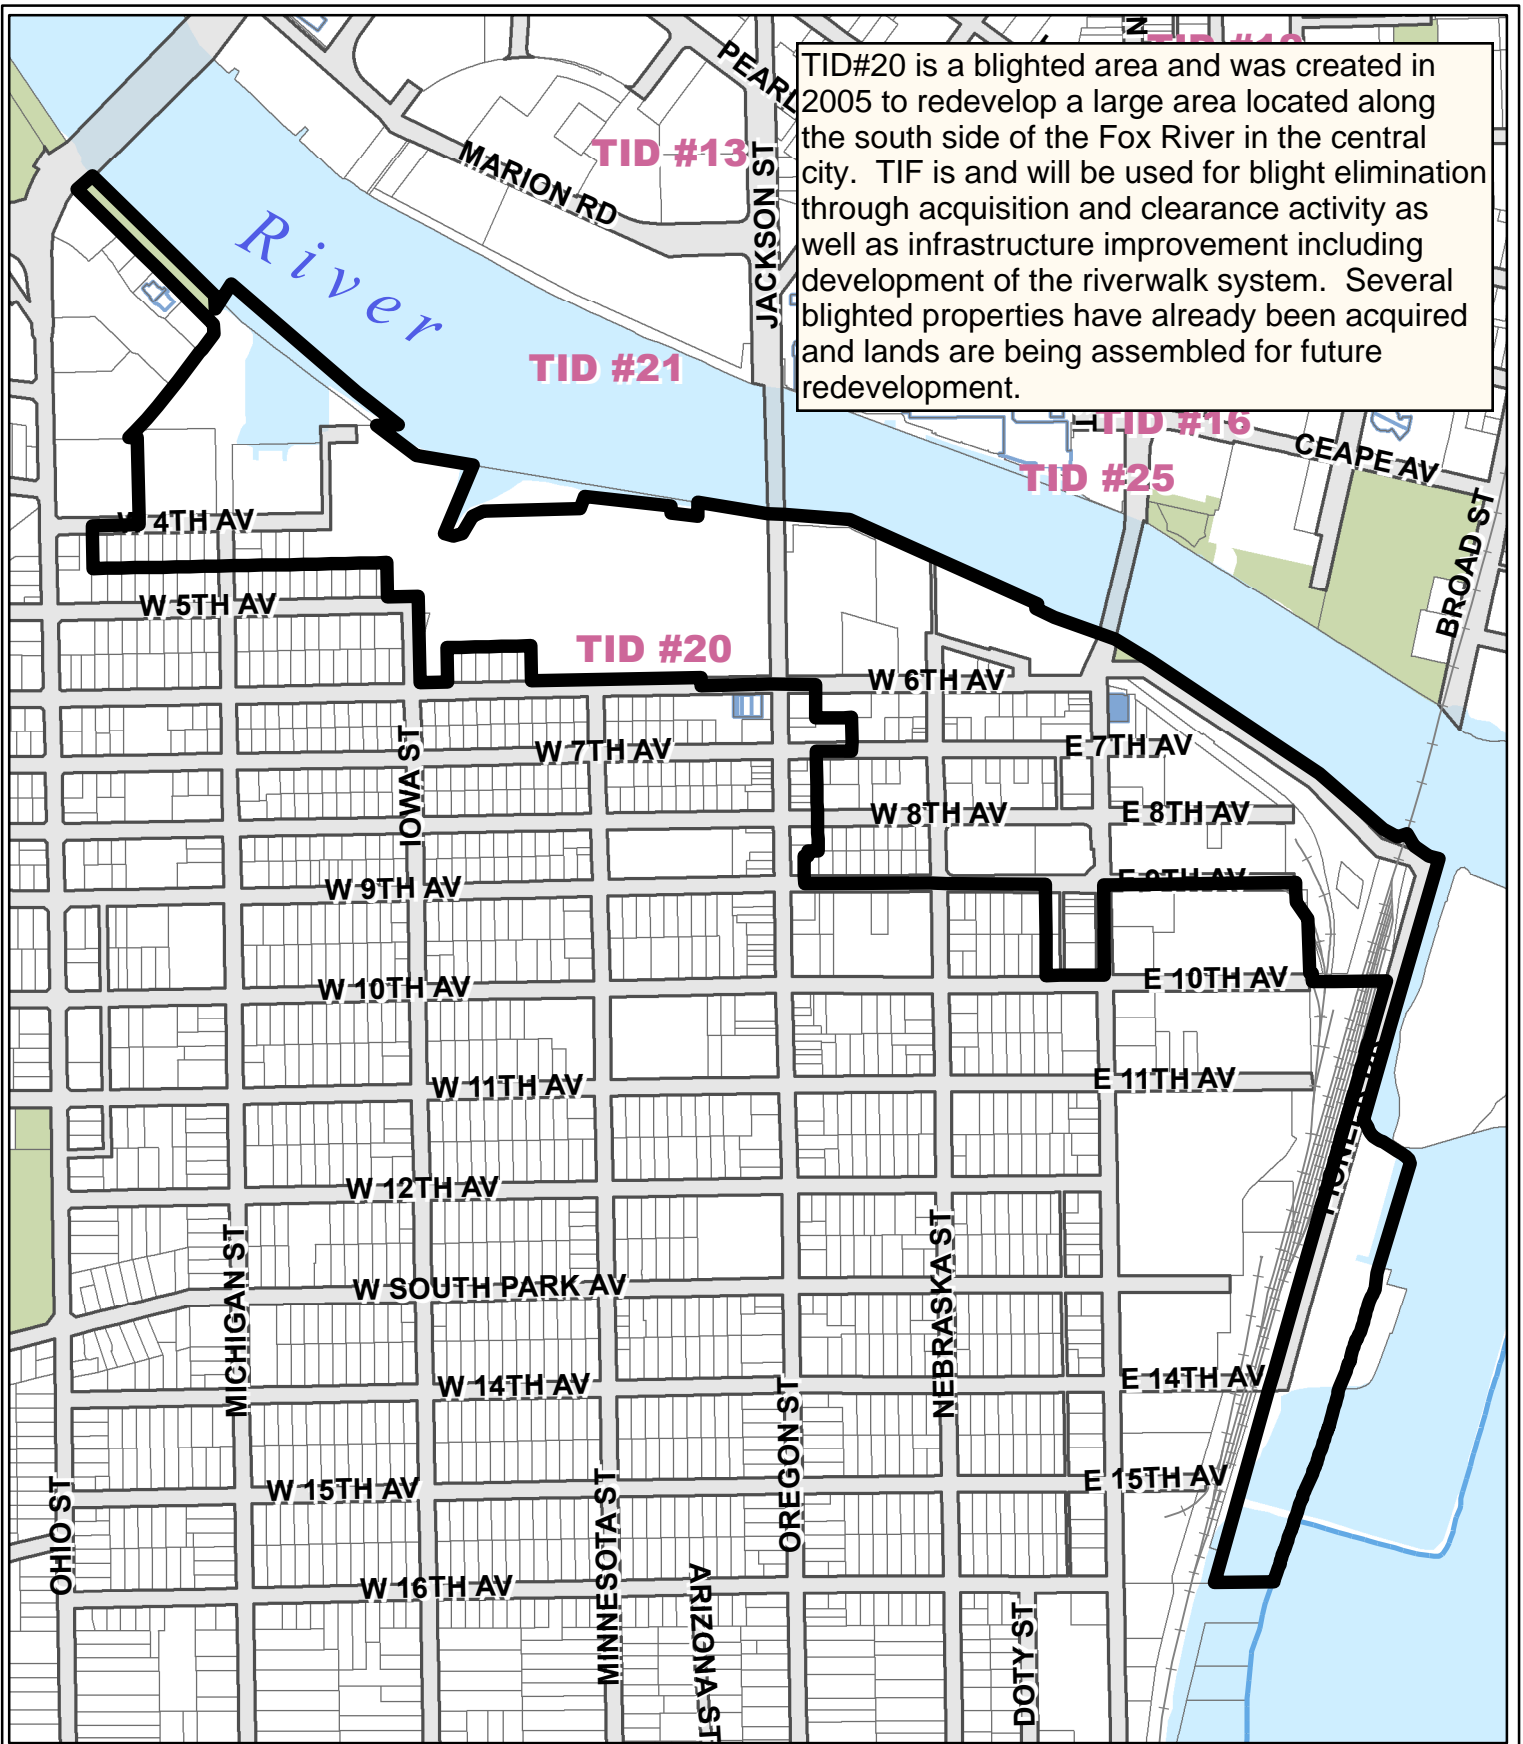 TID#20 is a blighted area and was created in
2005 to redevelop a large area located along
the south side of the Fox River in the central
city.  TIF is and will be used for blight elimination
through acquisition and clearance activity as
well as infrastructure improvement including
development of the riverwalk system.  Several
blighted properties have already been acquired
and lands are being assembled for future
redevelopment.
PEARL
N
TID #13
MARION RD
JACKSON ST
River
TID #21
TID #16
CEAPE AV
TID #25
BROAD ST
W 4TH AV
W 5TH AV
TID #20
W 6TH AV
IOWA ST
W 7TH AV
E 7TH AV
W 8TH AV
E 8TH AV
W 9TH AV
E 9TH AV
W 10TH AV
E 10TH AV
W 11TH AV
E 11TH AV
W 12TH AV
MICHIGAN ST
NEBRASKA ST
W SOUTH PARK AV
W 14TH AV
E 14TH AV
OREGON ST
W 15TH AV
E 15TH AV
OHIO ST
MINNESOTA ST
W 16TH AV
ARIZONA ST
DOTY ST